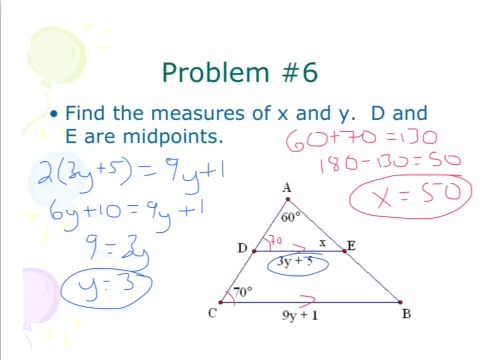 Problem #6
• Find the measures of x and y. D and
E are midpoints.
60+70=130
180-130=50
x=50
2(3y+5)=9y+1
6y+10=9y+1
9=3y
y=3
A
60°
D
70
x
E
3y + 5
70°
C
9y + 1
B